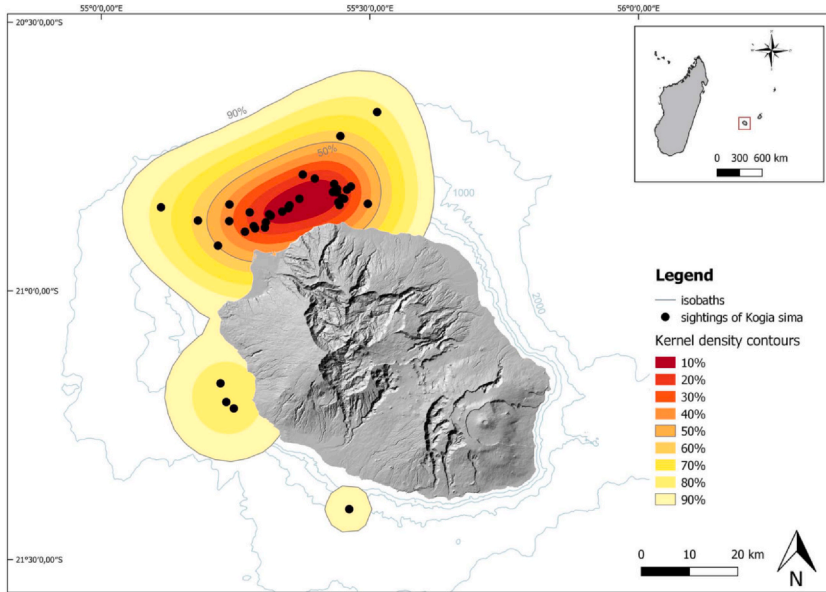 55°0'0,00"E
55°30'0,00"E
56°0'0,00"E
20°30'0,00"S
21°0'0,00"S
21°30'0,00"S
90%
50%
1000
2000
0 300 600 km
Legend
isobaths
sightings of Kogia sima
Kernel density contours
10%
20%
30%
40%
50%
60%
70%
80%
90%
0 10 20 km
N